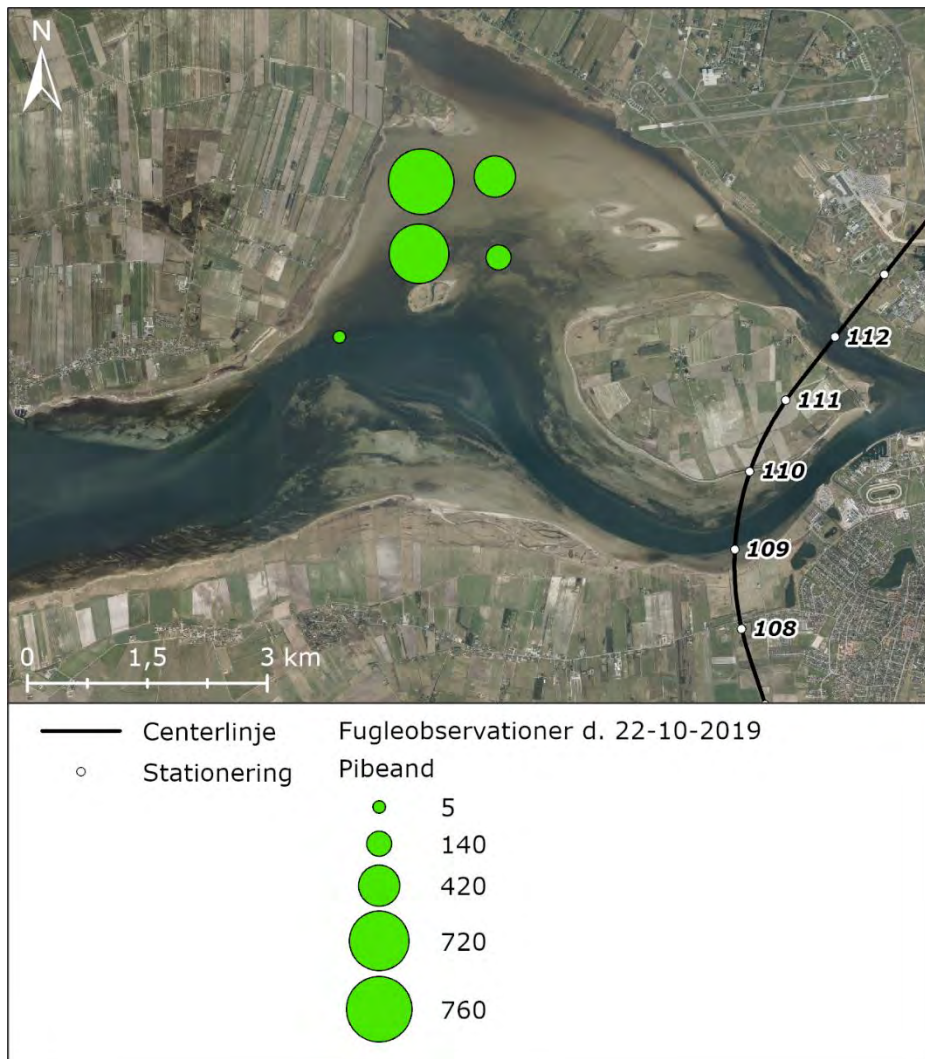 N
112
111
110
109
108
0 1,5 3 km
Centerlinje
Stationering
Fugleobservationer d. 22-10-2019
Pibeand
5
140
420
720
760